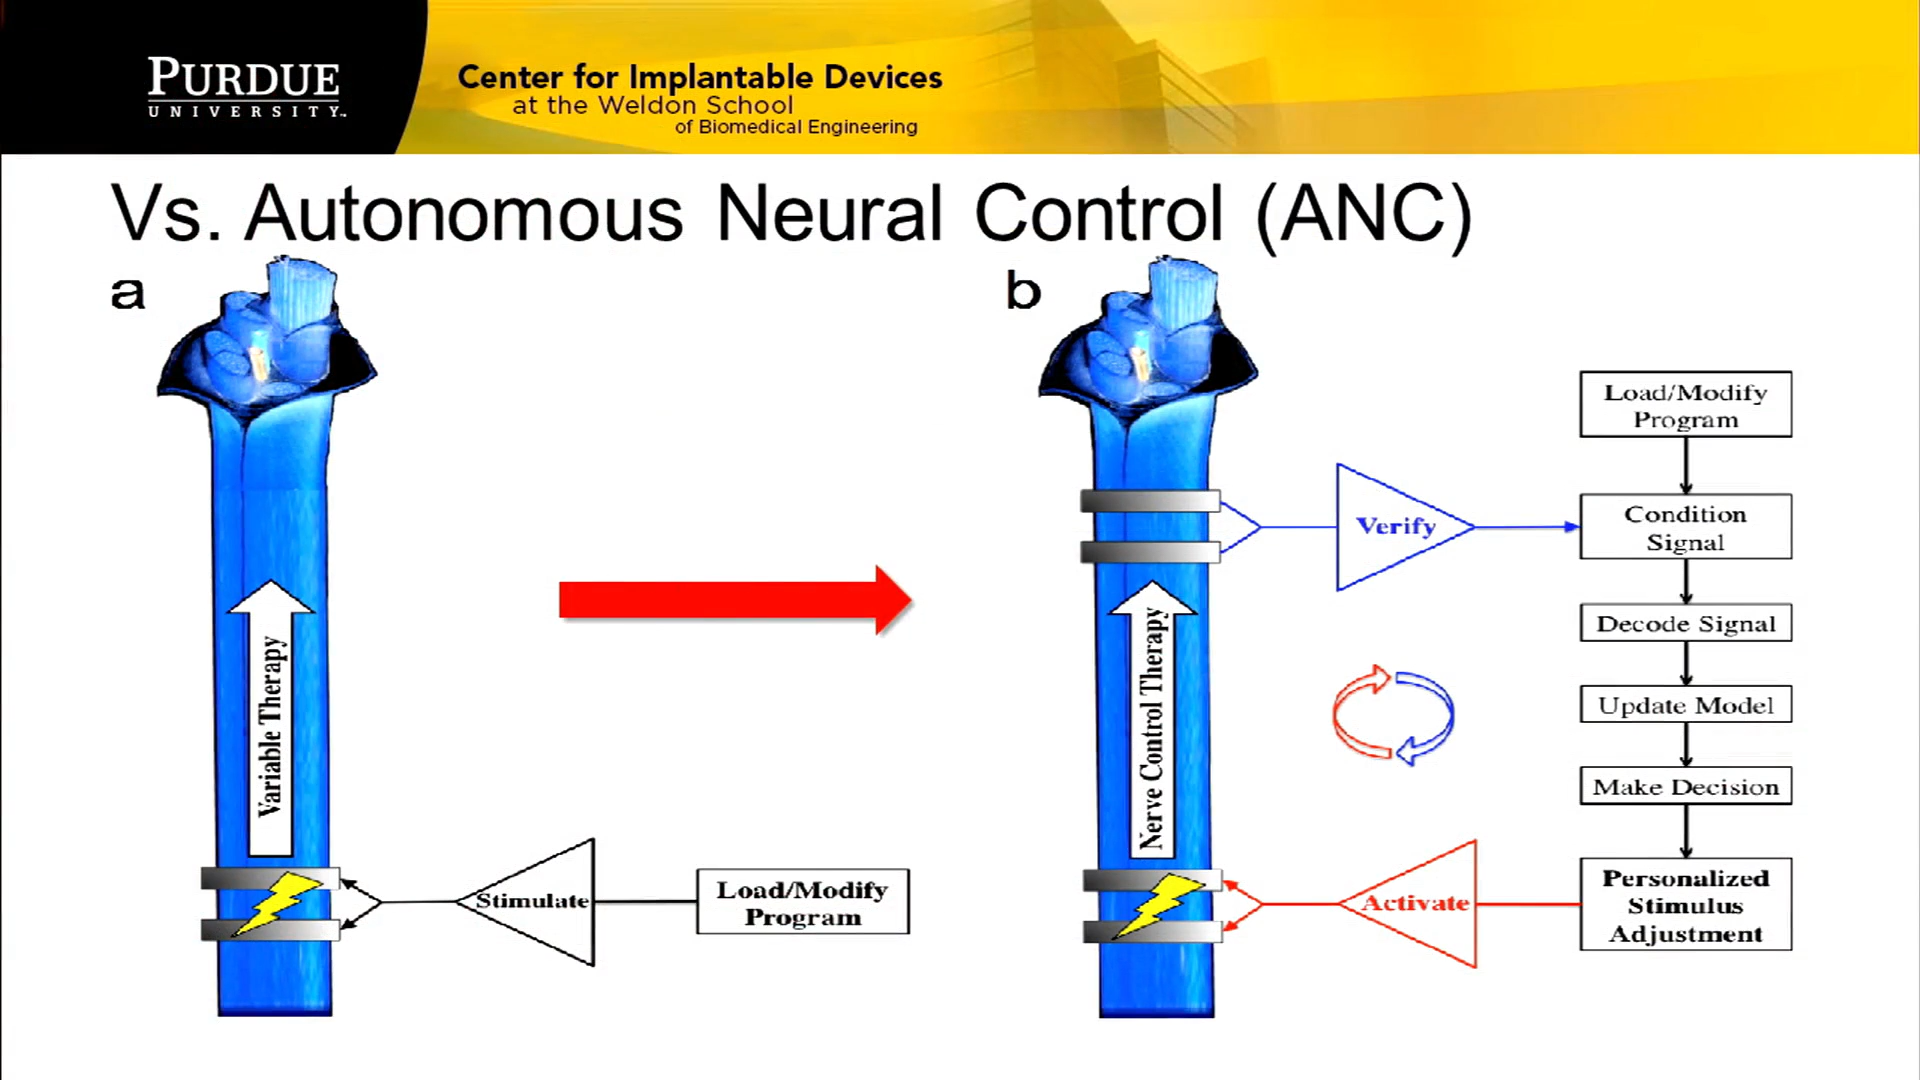 PURDUE
UNIVERSITY™
Center for Implantable Devices
at the Weldon School
of Biomedical Engineering
Vs. Autonomous Neural Control (ANC)
a
Variable Therapy
Stimulate
Load/Modify
Program
b
Nerve Control Therapy
Verify
Load/Modify
Program
Condition
Signal
Decode Signal
Update Model
Make Decision
Personalized
Stimulus
Adjustment
Activate